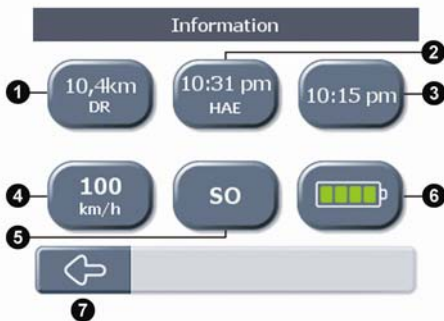 Information
2
1
10,4km
DR
10:31 pm
HAE
10:15 pm
3
4
100
km/h
SO
6
5
7